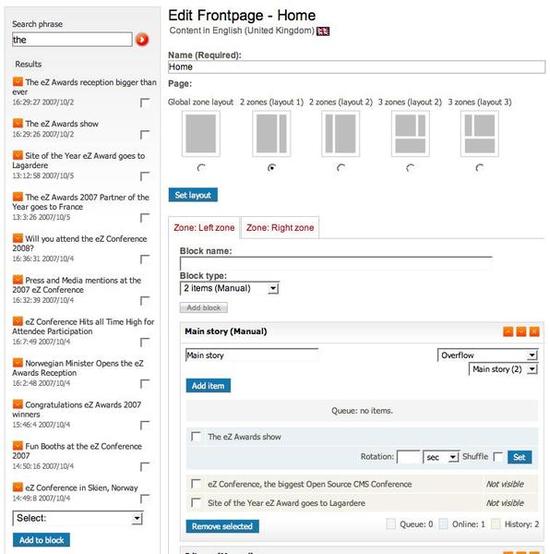 Search phrase
the
Results
The eZ Awards reception bigger than
ever
16:29:27 2007/10/2
The eZ Awards show
16:29:26 2007/10/2
Site of the Year eZ Award goes to
Lagardere
13:12:58 2007/10/5
The eZ Awards 2007 Partner of the
Year goes to France
13:3:26 2007/10/5
Will you attend the eZ Conference
2008?
16:36:31 2007/10/4
Press and Media mentions at the
2007 eZ Conference
16:32:39 2007/10/4
eZ Conference Hits all Time High for
Attendee Participation
16:7:49 2007/10/4
Norwegian Minister Opens the eZ
Awards Reception
16:2:48 2007/10/4
Congratulations eZ Awards 2007
winners
15:46:4 2007/10/4
Fun Booths at the eZ Conference
2007
14:50:16 2007/10/4
eZ Conference in Skien, Norway
14:49:8 2007/10/4
Select:
Add to block
Edit Frontpage - Home
Content in English (United Kingdom)
Name (Required):
Home
Page:
Global zone layout 2 zones (layout 1) 2 zones (layout 2) 3 zones (layout 2) 3 zones (layout 3)
Set layout
Zone: Left zone Zone: Right zone
Block name:
Block type:
2 items (Manual)
Add block
Main story (Manual)
Main story Overflow
Main story (2)
Add item
Queue: no items.
The eZ Awards show
Rotation: sec Shuffle Set
eZ Conference, the biggest Open Source CMS Conference Not visible
Site of the Year eZ Award goes to Lagardere Not visible
Remove selected Queue: 0 Online: 1 History: 2